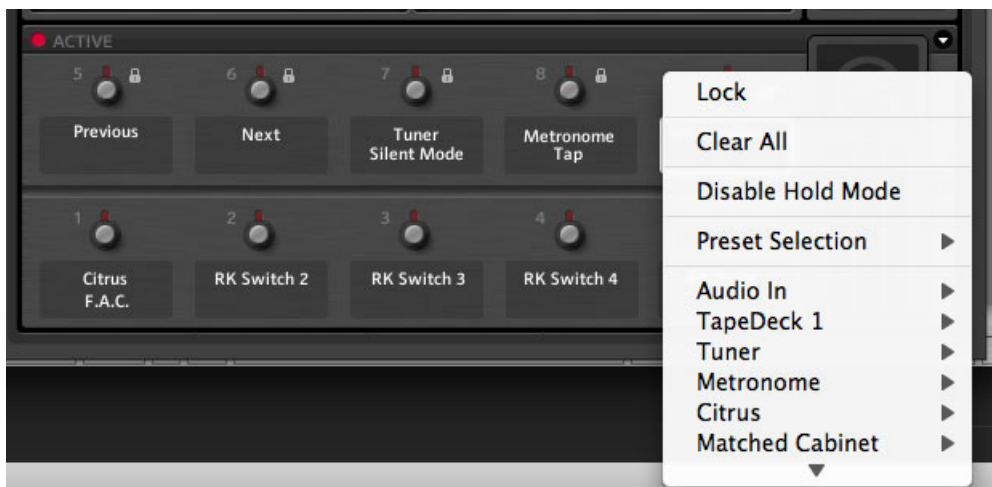 ACTIVE
5
6
7
8
Previous
Next
Tuner
Silent Mode
Metronome
Tap
1
2
3
4
Citrus
F.A.C.
RK Switch 2
RK Switch 3
RK Switch 4
Lock
Clear All
Disable Hold Mode
Preset Selection
Audio In
TapeDeck 1
Tuner
Metronome
Citrus
Matched Cabinet